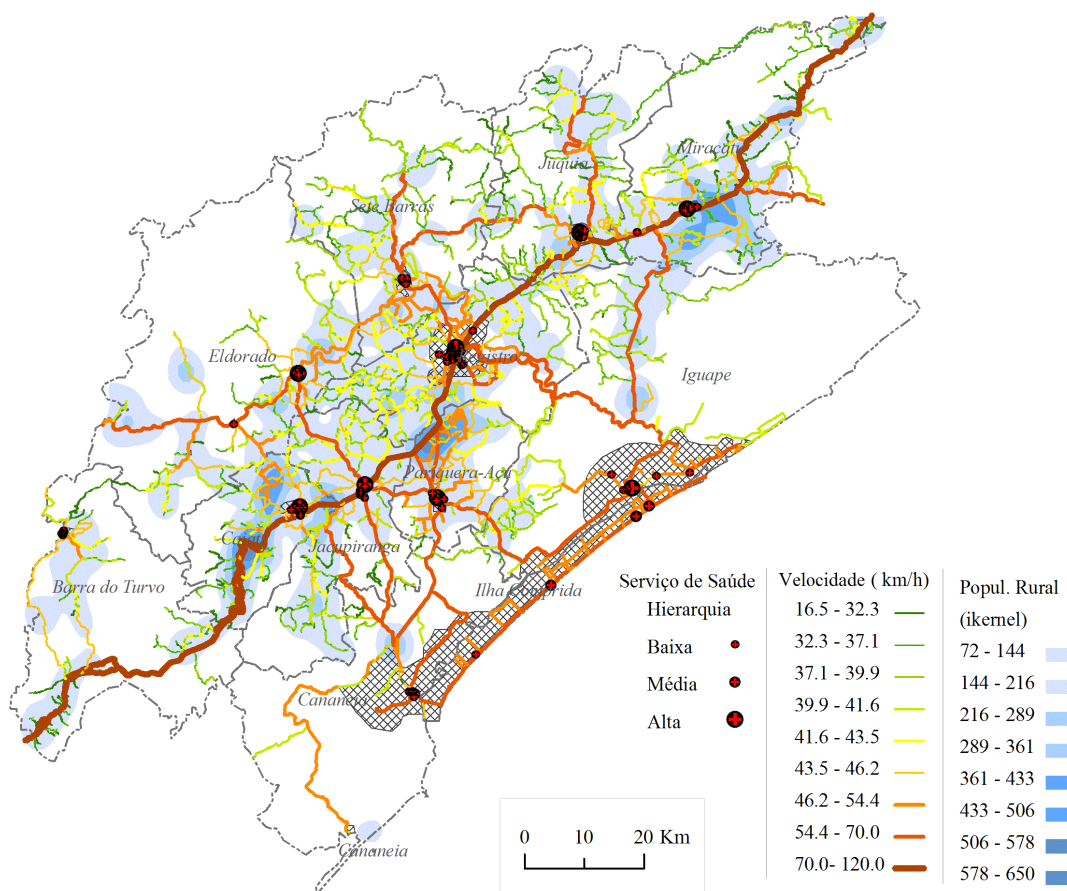 Miracatu
Juquia
Sete Barras
Eldorado
Registro
Iguape
Pariquera-Açu
Cajati
Jacupiranga
Barra do Turvo
Ilha Comprida
Cananeia
Cananeia
0 10 20 Km
Serviço de Saúde
Hierarquia
Baixa
Média
Alta
Velocidade ( km/h)
16.5 - 32.3
32.3 - 37.1
37.1 - 39.9
39.9 - 41.6
41.6 - 43.5
43.5 - 46.2
46.2 - 54.4
54.4 - 70.0
70.0- 120.0
Popul. Rural
(ikernel)
72 - 144
144 - 216
216 - 289
289 - 361
361 - 433
433 - 506
506 - 578
578 - 650